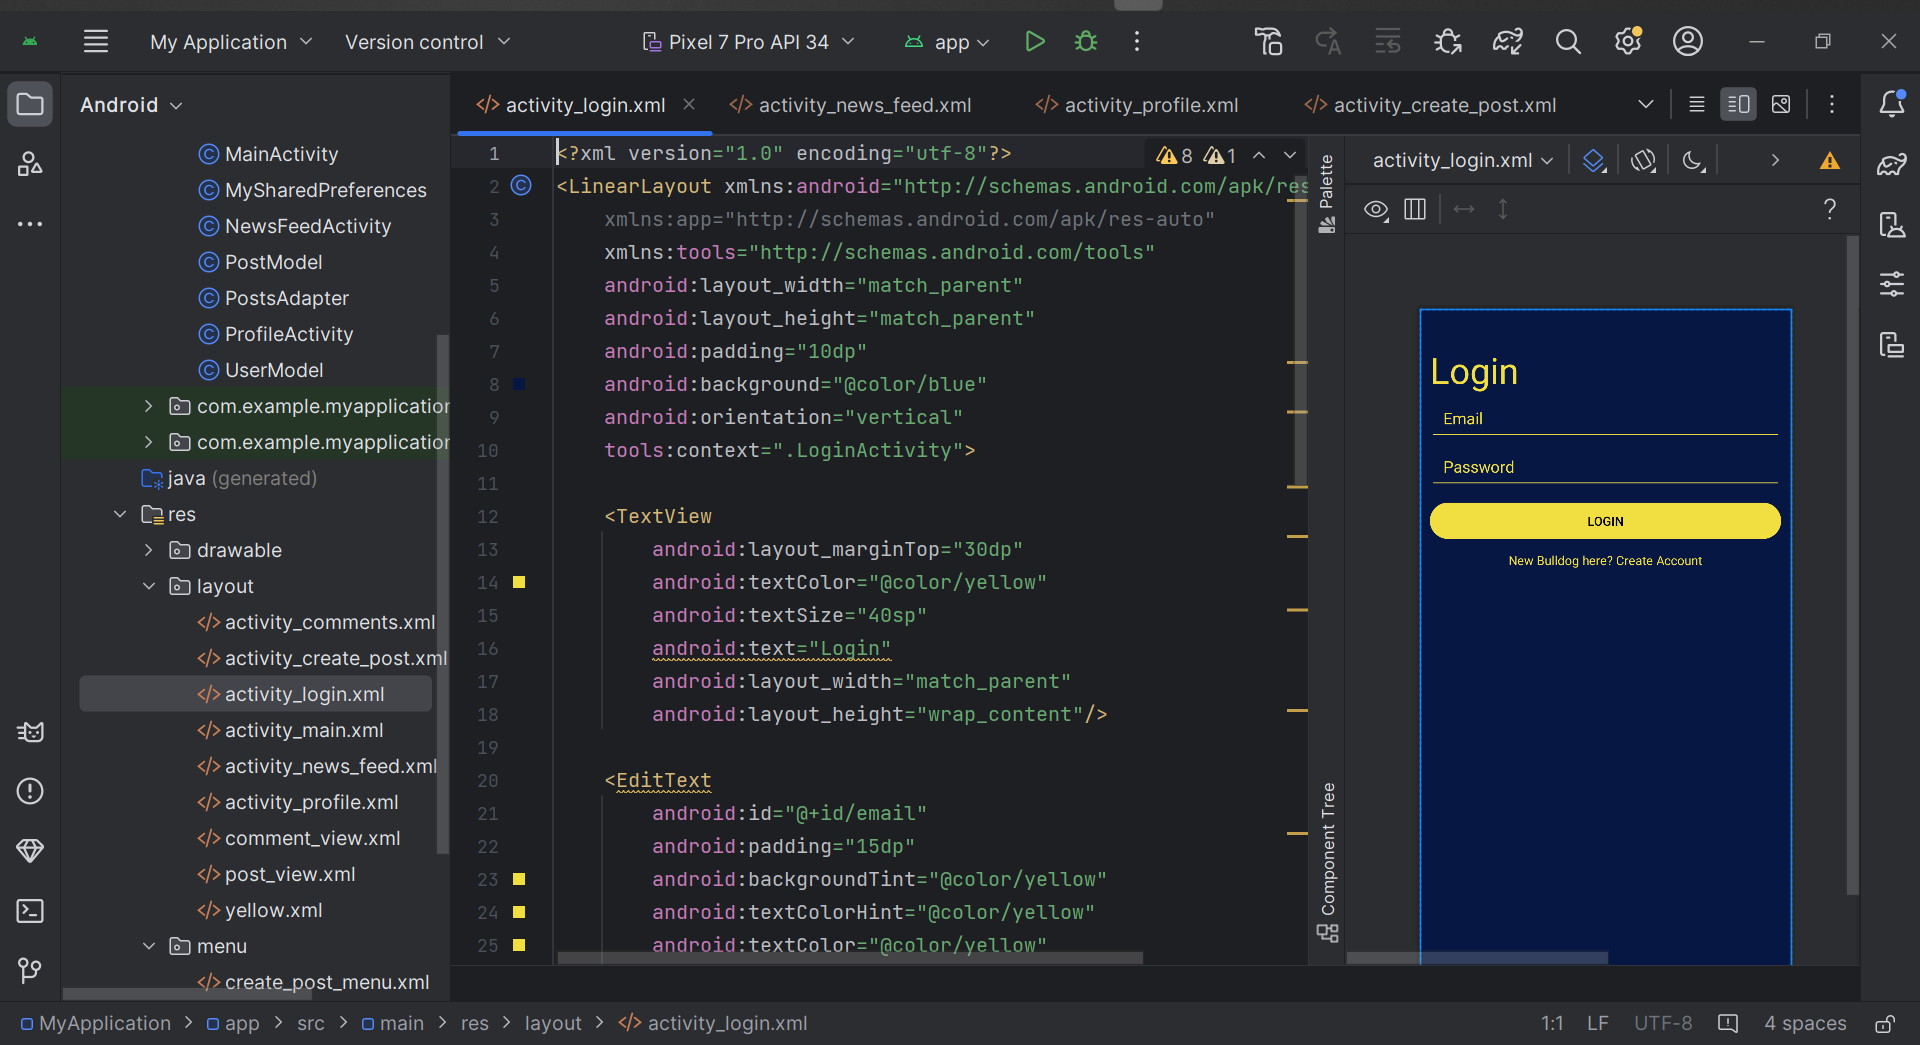 My Application
Version control
Pixel 7 Pro API 34
app
Android
activity_login.xml
activity_news_feed.xml
activity_profile.xml
activity_create_post.xml
MainActivity
MySharedPreferences
NewsFeedActivity
PostModel
PostsAdapter
ProfileActivity
UserModel
com.example.myapplication
com.example.myapplication
java (generated)
res
drawable
layout
activity_comments.xml
activity_create_post.xml
activity_login.xml
activity_main.xml
activity_news_feed.xml
activity_profile.xml
comment_view.xml
post_view.xml
yellow.xml
menu
create_post_menu.xml
8 1
1 <?xml version="1.0" encoding="utf-8"?>
2 <LinearLayout xmlns:android="http://schemas.android.com/apk/res
3 xmlns:app="http://schemas.android.com/apk/res-auto"
4 xmlns:tools="http://schemas.android.com/tools"
5 android:layout_width="match_parent"
6 android:layout_height="match_parent"
7 android:padding="10dp"
8 android:background="@color/blue"
9 android:orientation="vertical"
10 tools:context=".LoginActivity">
11
12 <TextView
13 android:layout_marginTop="30dp"
14 android:textColor="@color/yellow"
15 android:textSize="40sp"
16 android:text="Login"
17 android:layout_width="match_parent"
18 android:layout_height="wrap_content"/>
19
20 <EditText
21 android:id="@+id/email"
22 android:padding="15dp"
23 android:backgroundTint="@color/yellow"
24 android:textColorHint="@color/yellow"
25 android:textColor="@color/yellow"
Palette
Component Tree
activity_login.xml
?
Login
Email
Password
LOGIN
New Bulldog here? Create Account
MyApplication > app > src > main > res > layout > activity_login.xml
1:1 LF UTF-8 4 spaces